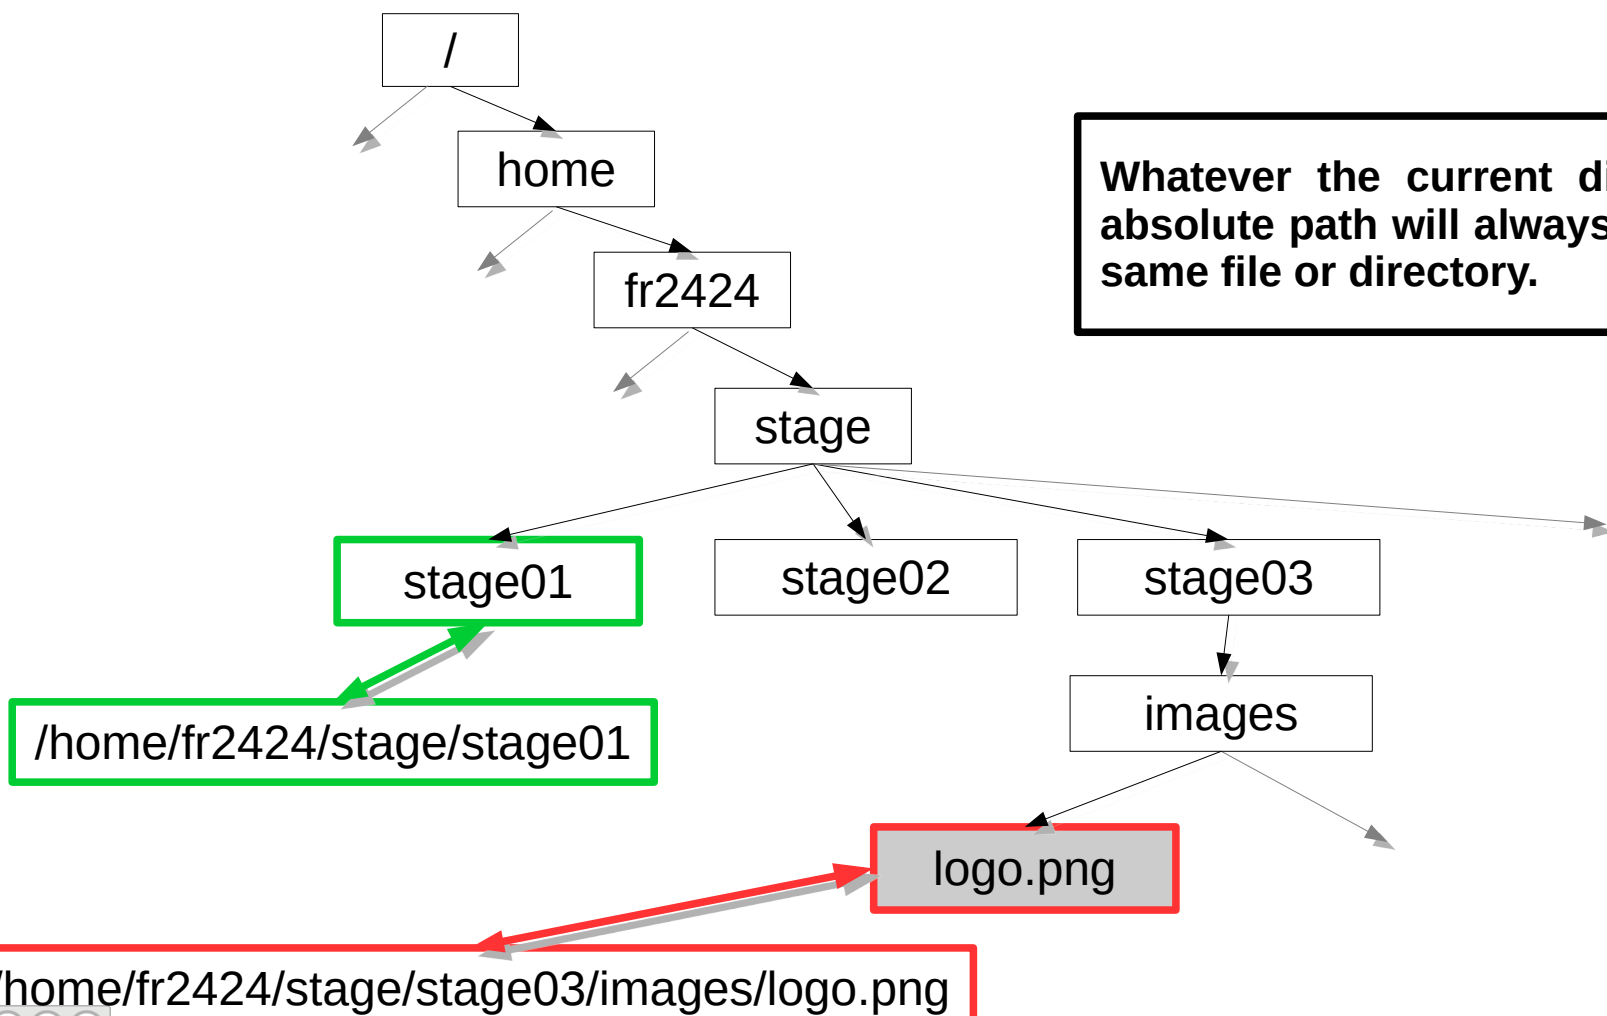 /
home
Whatever the current
absolute path will always
same file or directory.
fr2424
stage
stage01
stage02
stage03
/home/fr2424/stage/stage01
images
logo.png
/home/fr2424/stage/stage03/images/logo.png